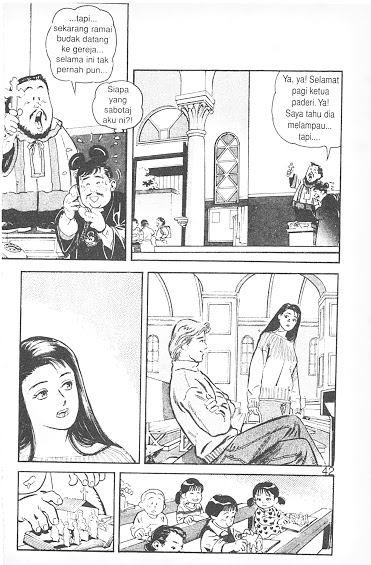 ...tapi...
sekarang ramai
budak datang
ke gereja...
selama ini tak
pernah pun...
Siapa
yang
sabotaj
aku ni?!
Ya, ya! Selamat
pagi ketua
paderi. Ya!
Saya tahu dia
melampau...
tapi....
42